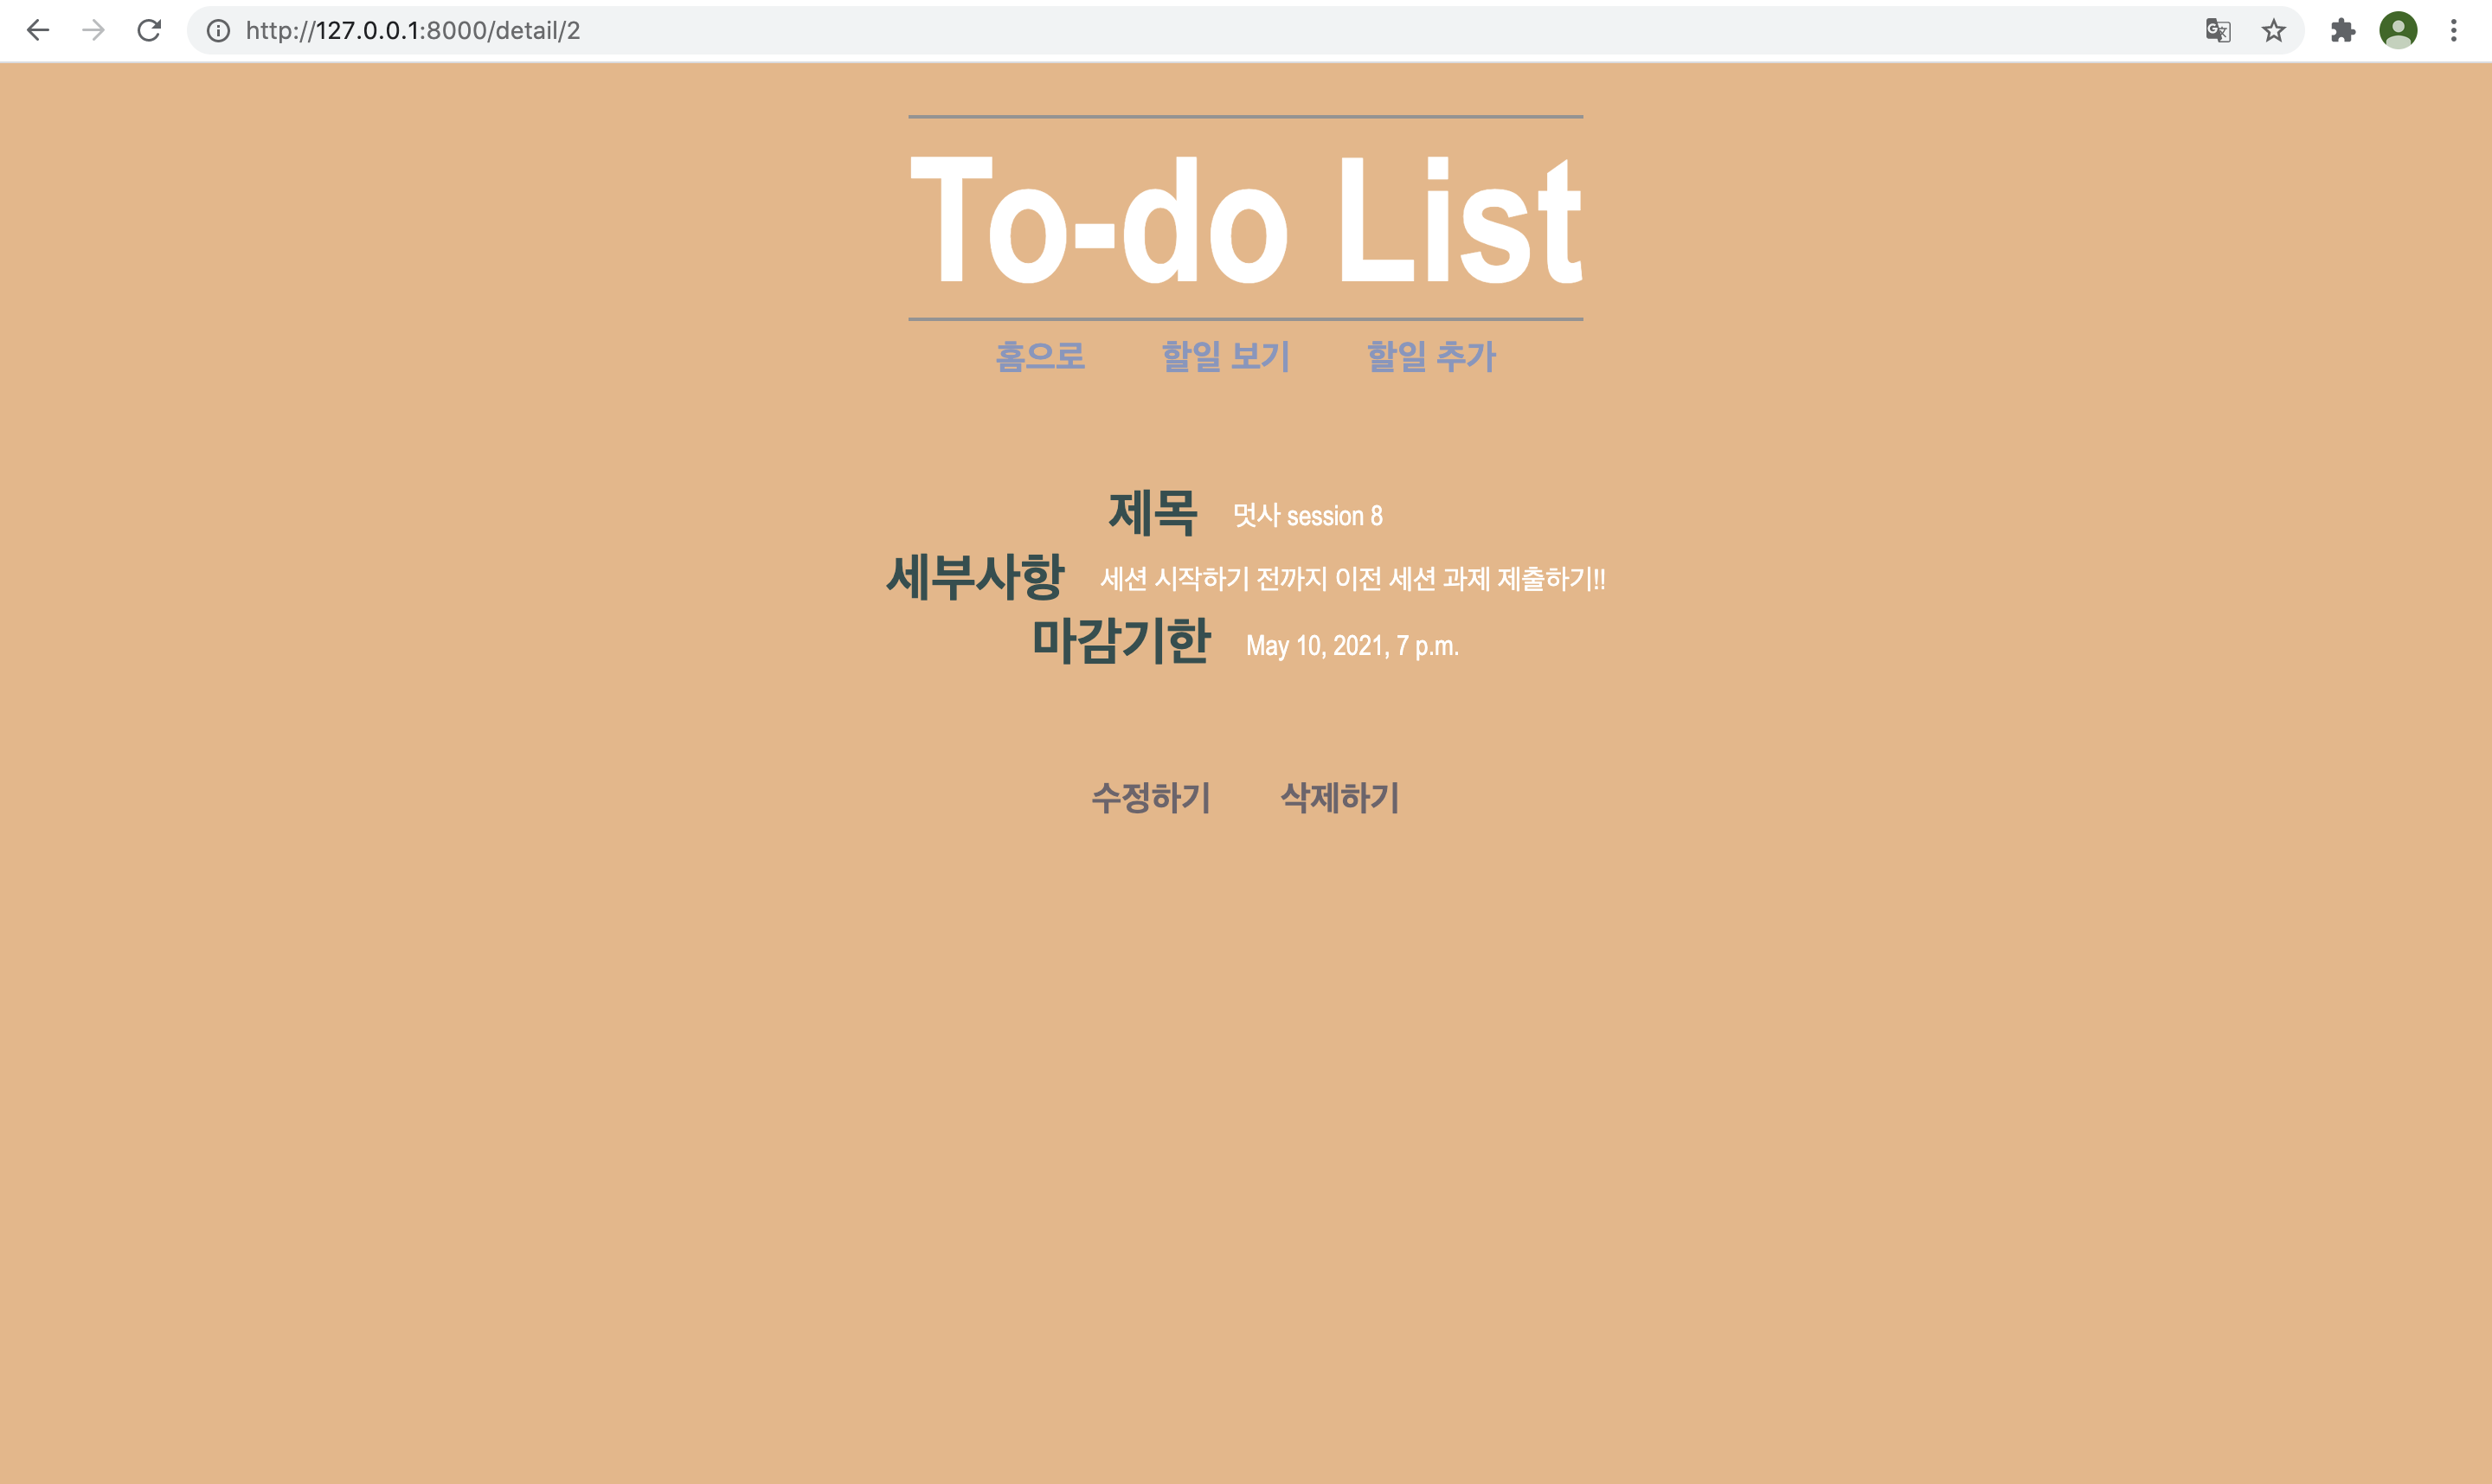 http://127.0.0.1:8000/detail/2
To-do List
홈으로 할일 보기 할일 추가
제목 멋사 session 8
세부사항 세션 시작하기 전까지 이전 세션 과제 제출하기!!
마감기한 May 10, 2021, 7 p.m.
수정하기 삭제하기